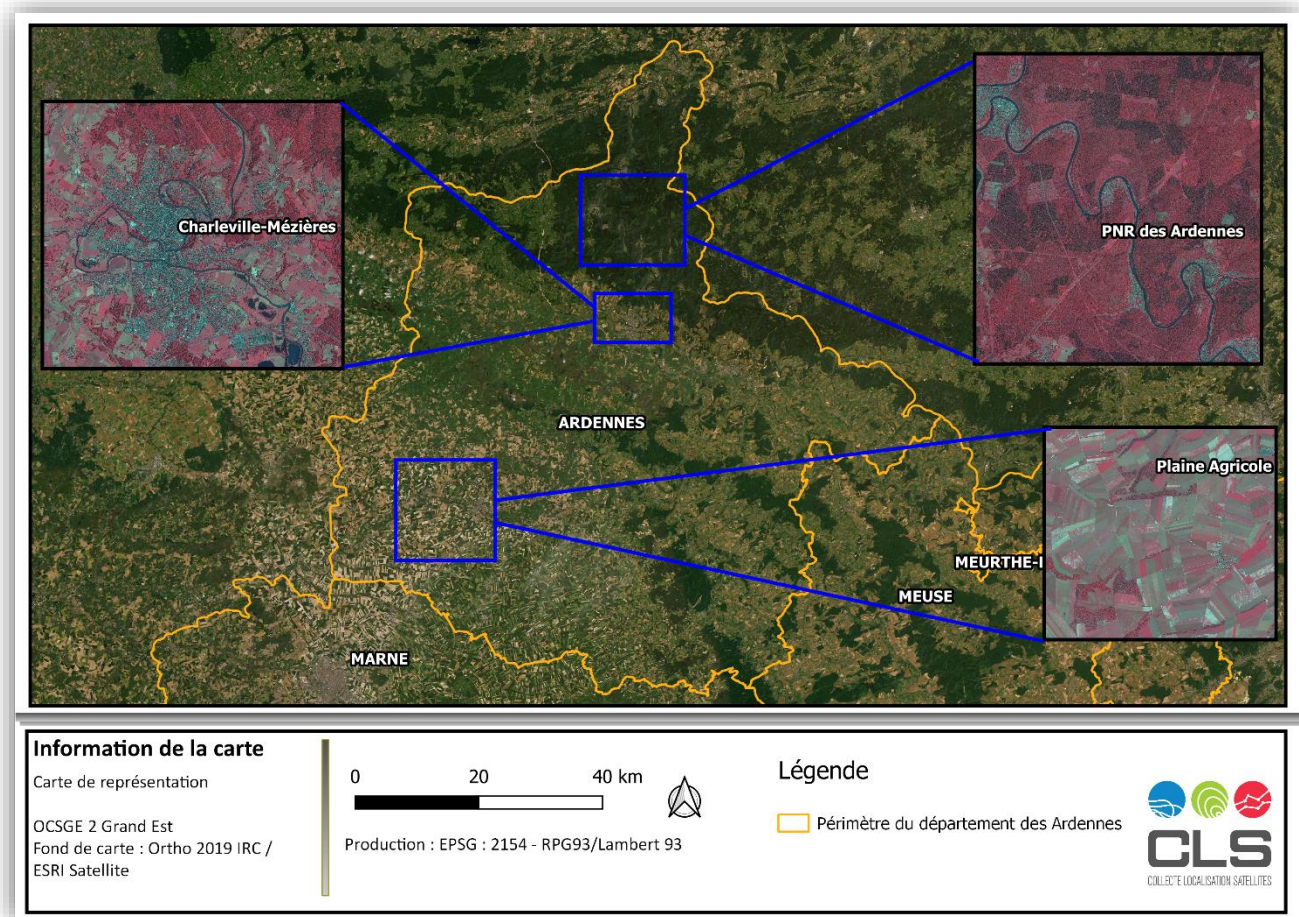 Charleville-Mézières
PNR des Ardennes
ARDENNES
Plaine Agricole
MEURTHE-
MEUSE
MARNE
Information de la carte
Carte de représentation
OCSGE 2 Grand Est
Fond de carte : Ortho 2019 IRC /
ESRI Satellite
0 20 40 km
Production : EPSG : 2154 - RPG93/Lambert 93
Légende
Périmètre du département des Ardennes
CLS
COLLECTE LOCALISATION SATELLITES